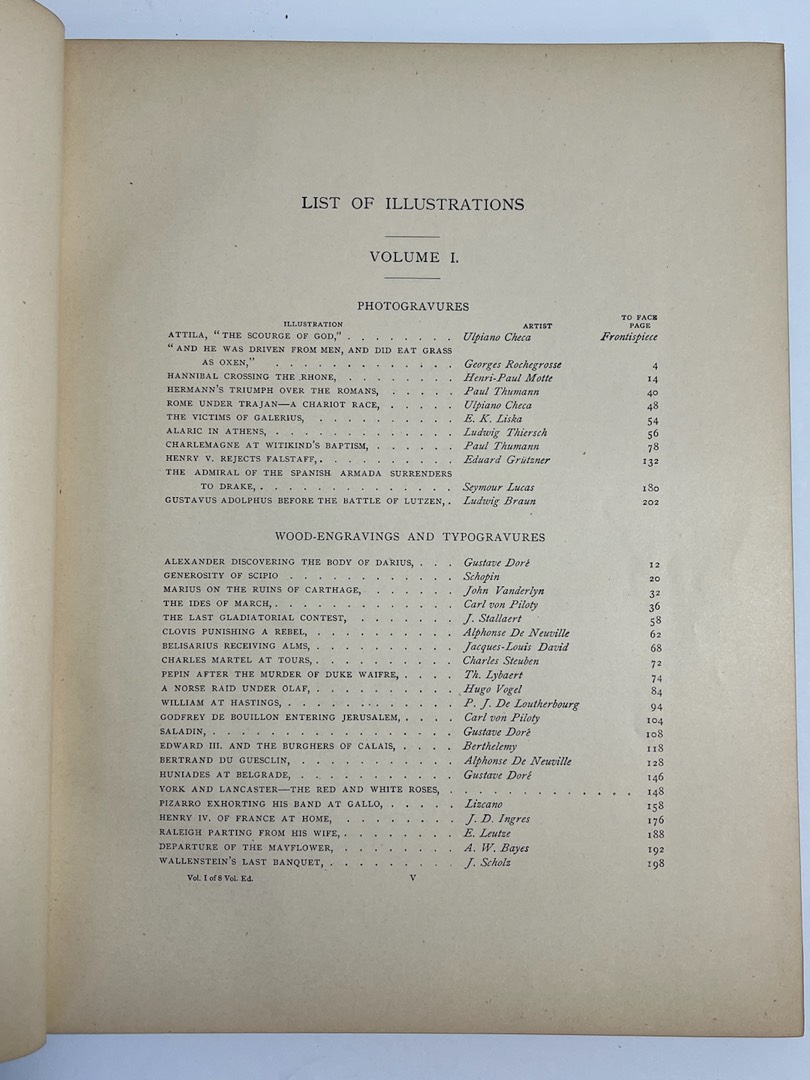 LIST OF ILLUSTRATIONS
VOLUME I.
PHOTOGRAVURES
ILLUSTRATION ARTIST TO FACE PAGE
ATTILA, "THE SCOURGE OF GOD," . . . . . . . . Ulpiano Checa Frontispiece
"AND HE WAS DRIVEN FROM MEN, AND DID EAT GRASS
AS OXEN," . . . . . . . . . . . . . Georges Rochegrosse 4
HANNIBAL CROSSING THE RHONE, . . . . . . . . Henri-Paul Motte 14
HERMANN'S TRIUMPH OVER THE ROMANS, . . . . . Paul Thumann 40
ROME UNDER TRAJAN—A CHARIOT RACE, . . . . . Ulpiano Checa 48
THE VICTIMS OF GALERIUS, . . . . . . . . . . E. K. Liska 54
ALARIC IN ATHENS, . . . . . . . . . . . . . Ludwig Thiersch 56
CHARLEMAGNE AT WITIKIND'S BAPTISM, . . . . . . Paul Thumann 78
HENRY V. REJECTS FALSTAFF, . . . . . . . . . . Eduard Grützner 132
THE ADMIRAL OF THE SPANISH ARMADA SURRENDERS
TO DRAKE, . . . . . . . . . . . . . . Seymour Lucas 180
GUSTAVUS ADOLPHUS BEFORE THE BATTLE OF LUTZEN, . Ludwig Braun 202
WOOD-ENGRAVINGS AND TYPOGRAVURES
ALEXANDER DISCOVERING THE BODY OF DARIUS, . . . Gustave Doré 12
GENEROSITY OF SCIPIO . . . . . . . . . . . . Schopin 20
MARIUS ON THE RUINS OF CARTHAGE, . . . . . . John Vanderlyn 32
THE IDES OF MARCH, . . . . . . . . . . . . . Carl von Piloty 36
THE LAST GLADIATORIAL CONTEST, . . . . . . . J. Stallaert 58
CLOVIS PUNISHING A REBEL, . . . . . . . . . . Alphonse De Neuville 62
BELISARIUS RECEIVING ALMS, . . . . . . . . . . Jacques-Louis David 68
CHARLES MARTEL AT TOURS, . . . . . . . . . . Charles Steuben 72
PEPIN AFTER THE MURDER OF DUKE WAIFRE, . . . . Th. Lybaert 74
A NORSE RAID UNDER OLAF, . . . . . . . . . . Hugo Vogel 84
WILLIAM AT HASTINGS, . . . . . . . . . . . . P. J. De Loutherbourg 94
GODFREY DE BOUILLON ENTERING JERUSALEM, . . . . Carl von Piloty 104
SALADIN, . . . . . . . . . . . . . . . . . Gustave Doré 108
EDWARD III. AND THE BURGHERS OF CALAIS, . . . . Berthelemy 118
BERTRAND DU GUESCLIN, . . . . . . . . . . . Alphonse De Neuville 128
HUNIADES AT BELGRADE, . . . . . . . . . . . Gustave Doré 146
YORK AND LANCASTER—THE RED AND WHITE ROSES, . . . . . . . . . . . . 148
PIZARRO EXHORTING HIS BAND AT GALLO, . . . . . Lizcano 158
HENRY IV. OF FRANCE AT HOME, . . . . . . . . J. D. Ingres 176
RALEIGH PARTING FROM HIS WIFE, . . . . . . . . E. Leutze 188
DEPARTURE OF THE MAYFLOWER, . . . . . . . . A. W. Bayes 192
WALLENSTEIN'S LAST BANQUET, . . . . . . . . . J. Scholz 198
Vol. I of 8 Vol. Ed. V